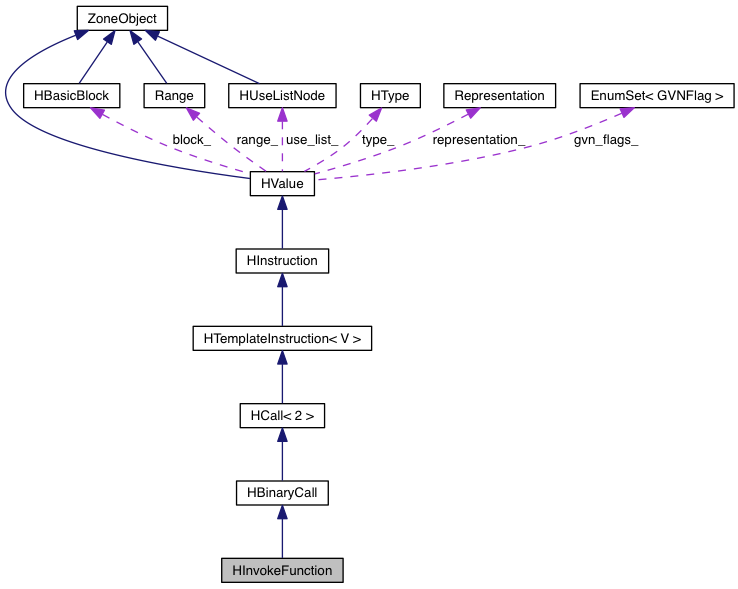 ZoneObject
HBasicBlock Range HUseListNode HType Representation EnumSet< GVNFlag >
block_ range_ use_list_ type_ representation_ gvn_flags_
HValue
HInstruction
HTemplateInstruction< V >
HCall< 2 >
HBinaryCall
HInvokeFunction